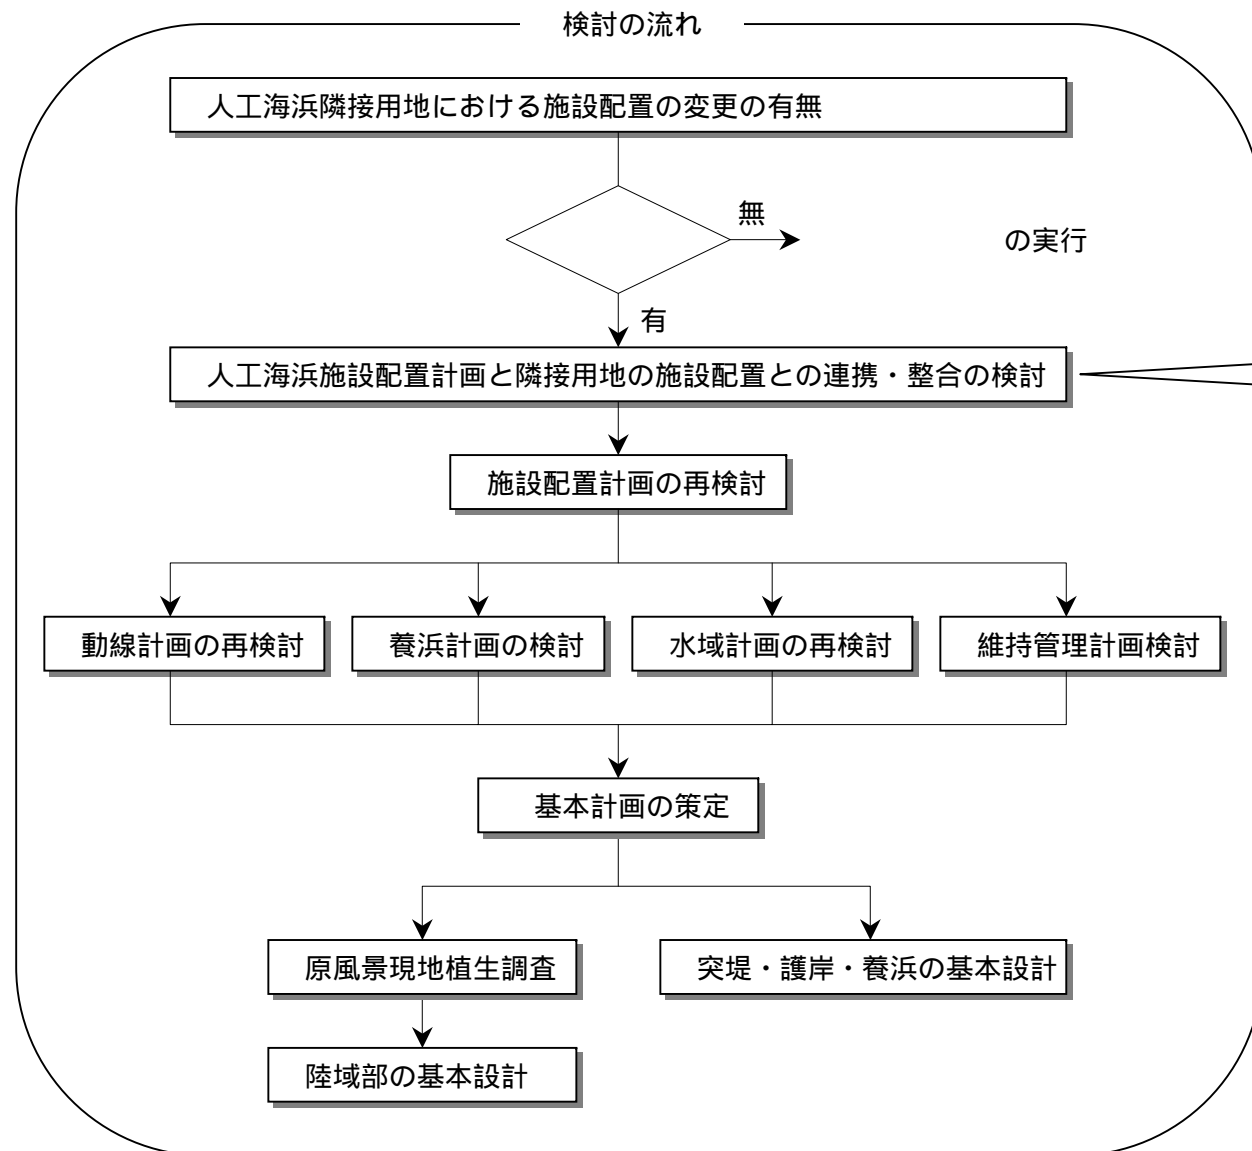 検討の流れ
人工海浜隣接用地における施設配置の変更の有無
無
の実行
有
人工海浜施設配置計画と隣接用地の施設配置との連携・整合の検討
施設配置計画の再検討
動線計画の再検討
養浜計画の検討
水域計画の再検討
維持管理計画検討
基本計画の策定
原風景現地植生調査
突堤・護岸・養浜の基本設計
陸域部の基本設計